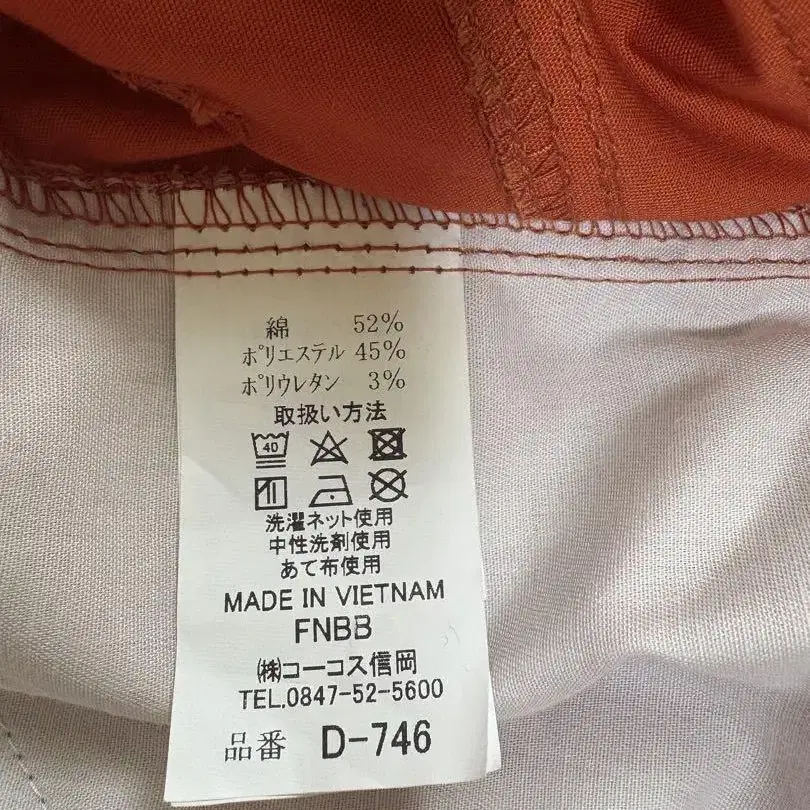 綿 52%
ポリエステル 45%
ポリウレタン 3%
取扱い方法
40
洗濯ネット使用
中性洗剤使用
あて布使用
MADE IN VIETNAM
FNBB
㈱コーコス信岡
TEL.0847-52-5600
品番 D-746